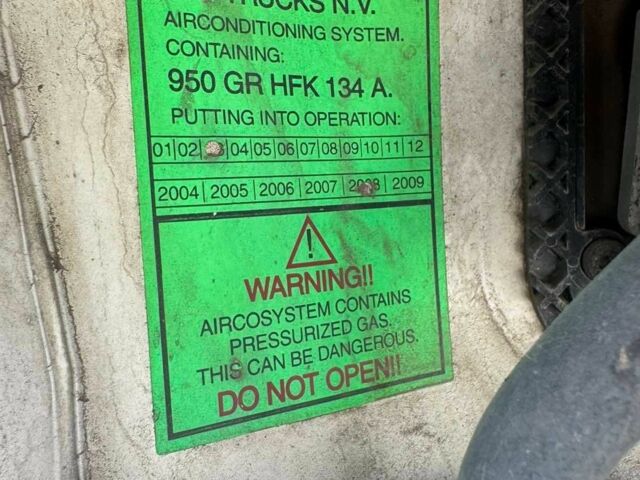 TRUCKS N.V.
AIRCONDITIONING SYSTEM.
CONTAINING:
950 GR HFK 134 A.
PUTTING INTO OPERATION:
01|02| |04|05|06|07|08|09|10|11|12
2004|2005|2006|2007|2008|2009
WARNING!!
AIRCOSYSTEM CONTAINS
PRESSURIZED GAS.
THIS CAN BE DANGEROUS.
DO NOT OPEN!!